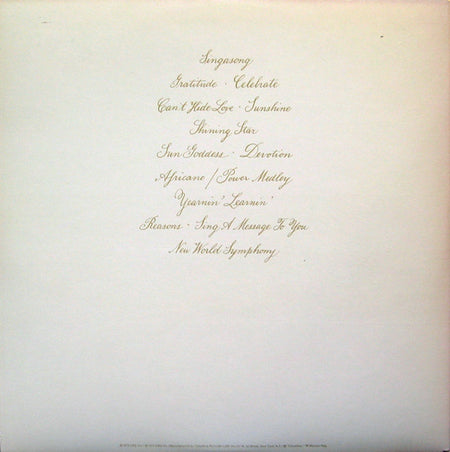 Singasong
Gratitude · Celebrate
Can't Hide Love · Sunshine
Shining Star
Sun Goddess · Devotion
Africano / Power Medley
Yearnin' Learnin'
Reasons · Sing A Message To You
New World Symphony